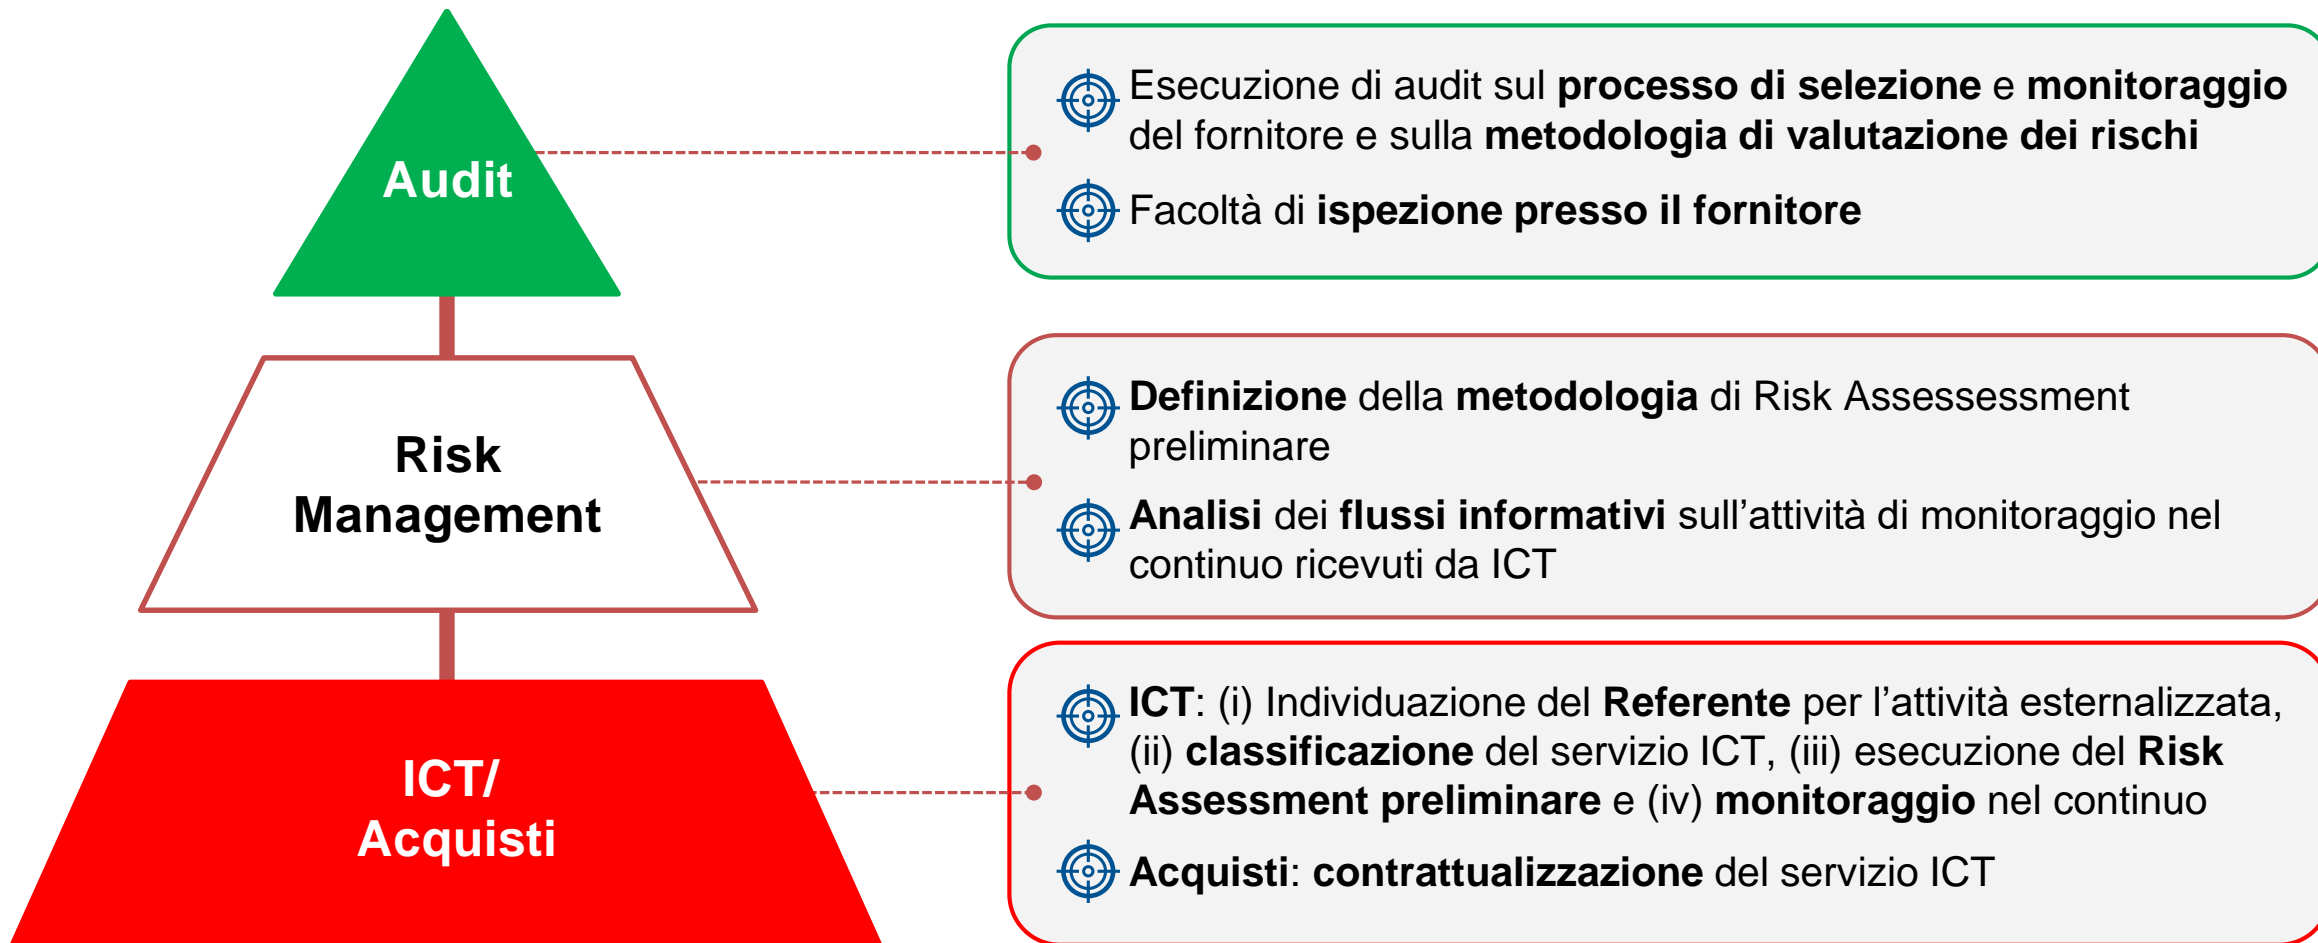 Audit
Esecuzione di audit sul processo di selezione e monitoraggio
del fornitore e sulla metodologia di valutazione dei rischi
Facoltà di ispezione presso il fornitore
Risk
Management
Definizione della metodologia di Risk Assessessment
preliminare
Analisi dei flussi informativi sull’attività di monitoraggio nel
continuo ricevuti da ICT
ICT/
Acquisti
ICT: (i) Individuazione del Referente per l’attività esternalizzata,
(ii) classificazione del servizio ICT, (iii) esecuzione del Risk
Assessment preliminare e (iv) monitoraggio nel continuo
Acquisti: contrattualizzazione del servizio ICT